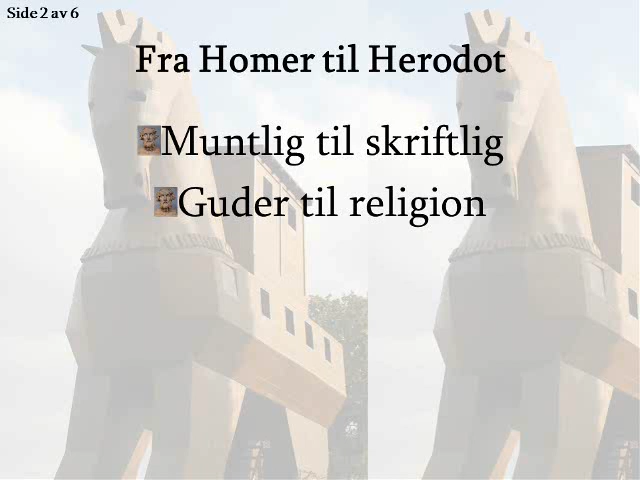 Side 2 av 6
Fra Homer til Herodot
Muntlig til skriftlig
Guder til religion